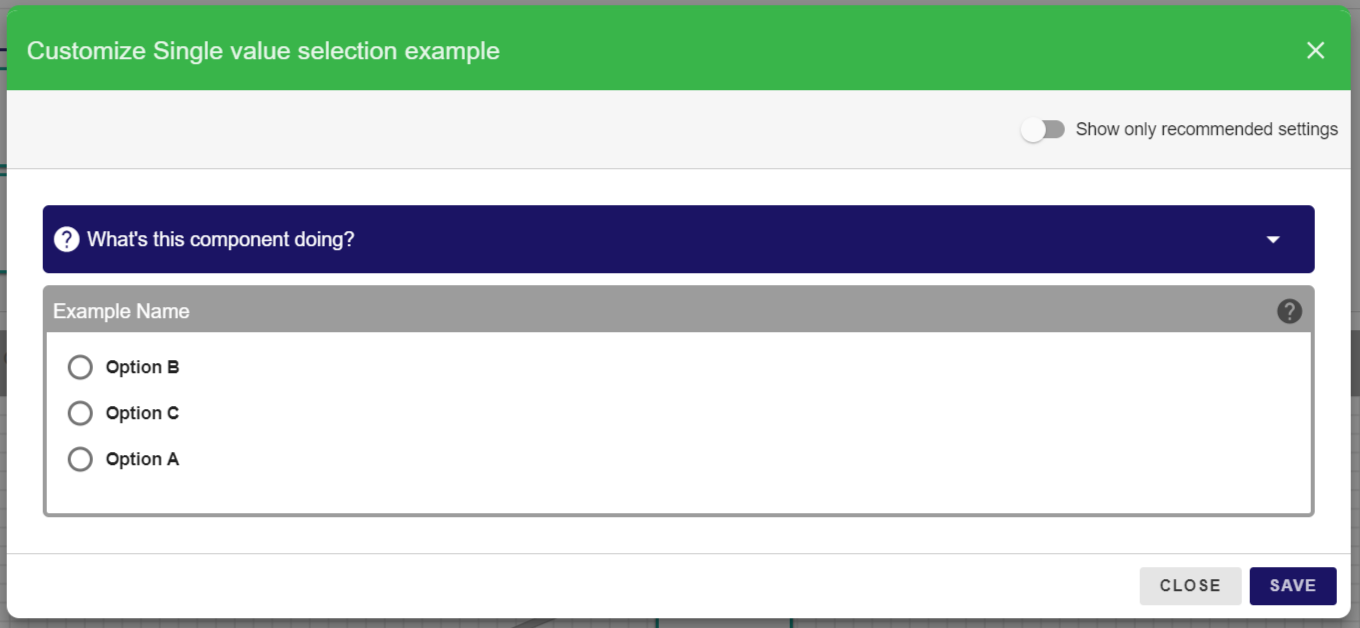 Customize Single value selection example
Show only recommended settings
? What's this component doing?
Example Name ?
Option B
Option C
Option A
CLOSE SAVE